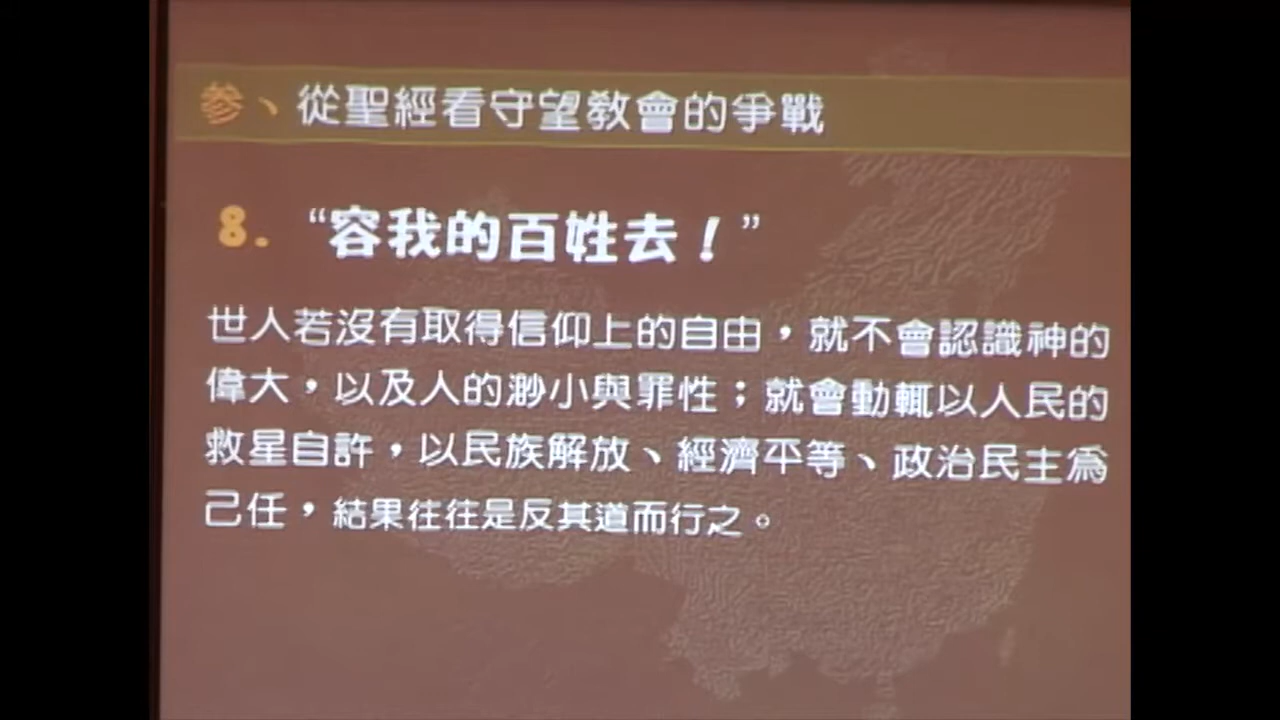 參、從聖經看守望教會的爭戰
8. “容我的百姓去！”
世人若沒有取得信仰上的自由，就不會認識神的
偉大，以及人的渺小與罪性；就會動輒以人民的
救星自許，以民族解放、經濟平等、政治民主為
己任，結果往往是反其道而行之。